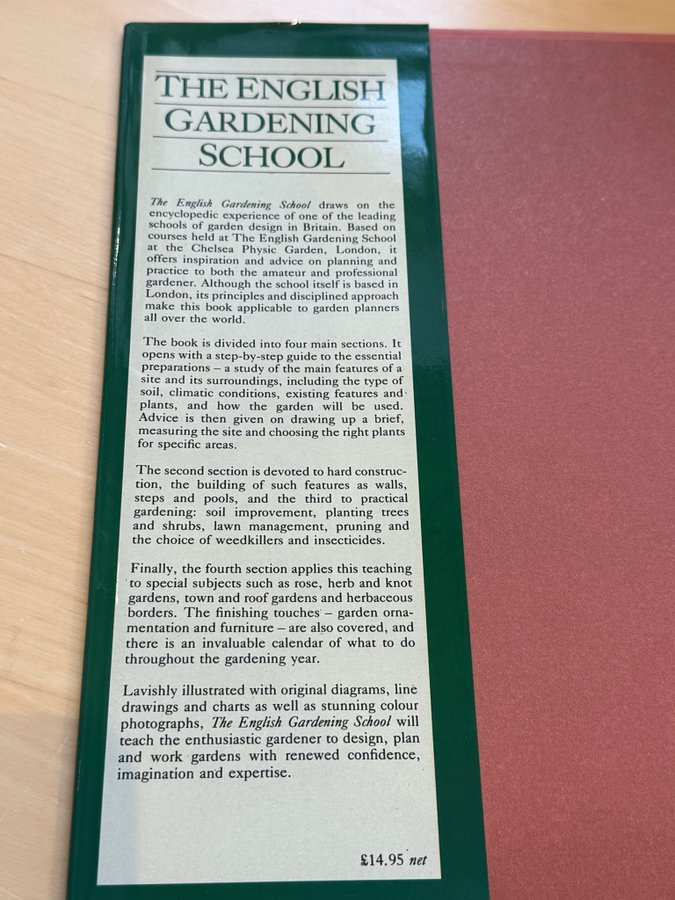 THE ENGLISH
GARDENING
SCHOOL
The English Gardening School draws on the
encyclopedic experience of one of the leading
schools of garden design in Britain. Based on
courses held at The English Gardening School
at the Chelsea Physic Garden, London, it
offers inspiration and advice on planning and
practice to both the amateur and professional
gardener. Although the school itself is based in
London, its principles and disciplined approach
make this book applicable to garden planners
all over the world.
The book is divided into four main sections. It
opens with a step-by-step guide to the essential
preparations – a study of the main features of a
site and its surroundings, including the type of
soil, climatic conditions, existing features and
plants, and how the garden will be used.
Advice is then given on drawing up a brief,
measuring the site and choosing the right plants
for specific areas.
The second section is devoted to hard construc-
tion, the building of such features as walls,
steps and pools, and the third to practical
gardening: soil improvement, planting trees
and shrubs, lawn management, pruning and
the choice of weedkillers and insecticides.
Finally, the fourth section applies this teaching
to special subjects such as rose, herb and knot
gardens, town and roof gardens and herbaceous
borders. The finishing touches – garden orna-
mentation and furniture – are also covered, and
there is an invaluable calendar of what to do
throughout the gardening year.
Lavishly illustrated with original diagrams, line
drawings and charts as well as stunning colour
photographs, The English Gardening School will
teach the enthusiastic gardener to design, plan
and work gardens with renewed confidence,
imagination and expertise.
£14.95 net